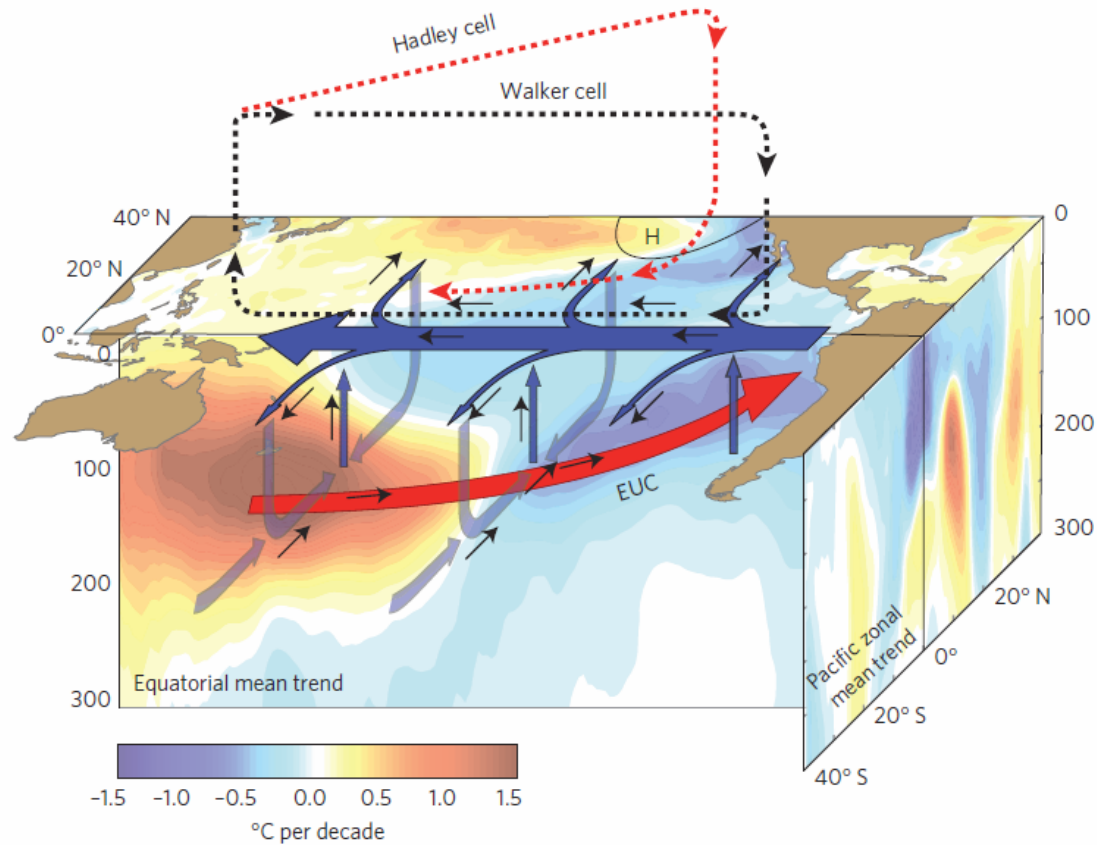 Hadley cell
Walker cell
40° N
20° N
0°
H
0
100
200
300
0
100
200
300
EUC
Equatorial mean trend
Pacific zonal
mean trend
20° N
0°
20° S
40° S
-1.5 -1.0 -0.5 0.0 0.5 1.0 1.5
°C per decade